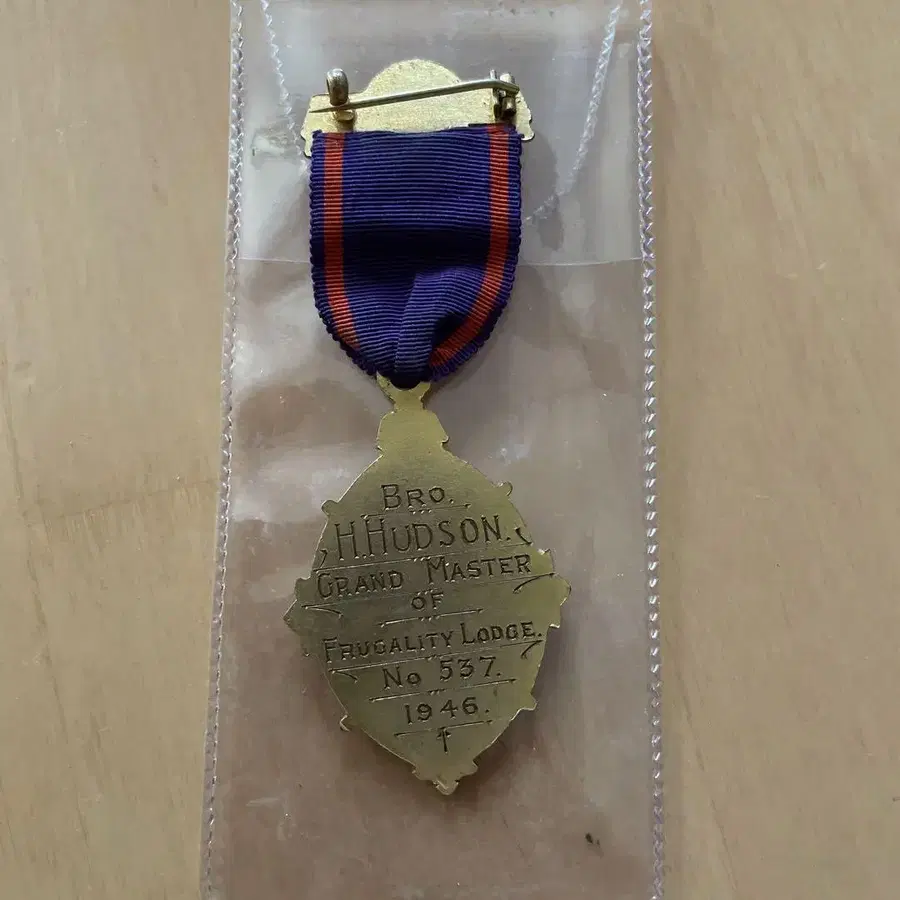 BRO.
H. HUDSON.
GRAND MASTER
OF
FRUGALITY LODGE.
No 537.
1946.